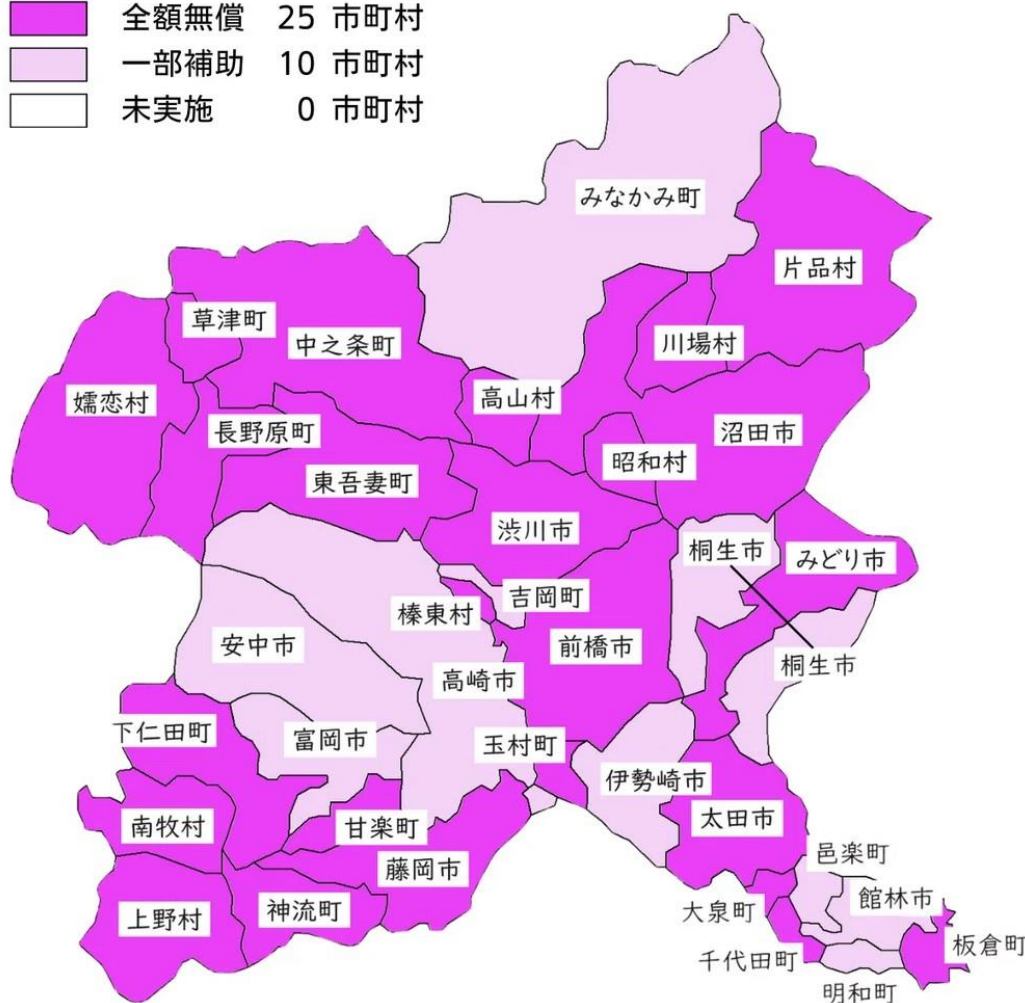 全額無償 25 市町村
一部補助 10 市町村
未実施 0 市町村
みなかみ町
片品村
草津町
中之条町
川場村
嬬恋村
高山村
長野原町
沼田市
昭和村
東吾妻町
渋川市
桐生市
みどり市
吉岡町
榛東村
前橋市
安中市
桐生市
高崎市
下仁田町
富岡市
玉村町
伊勢崎市
太田市
南牧村
甘楽町
邑楽町
藤岡市
館林市
大泉町
神流町
上野村
板倉町
千代田町
明和町